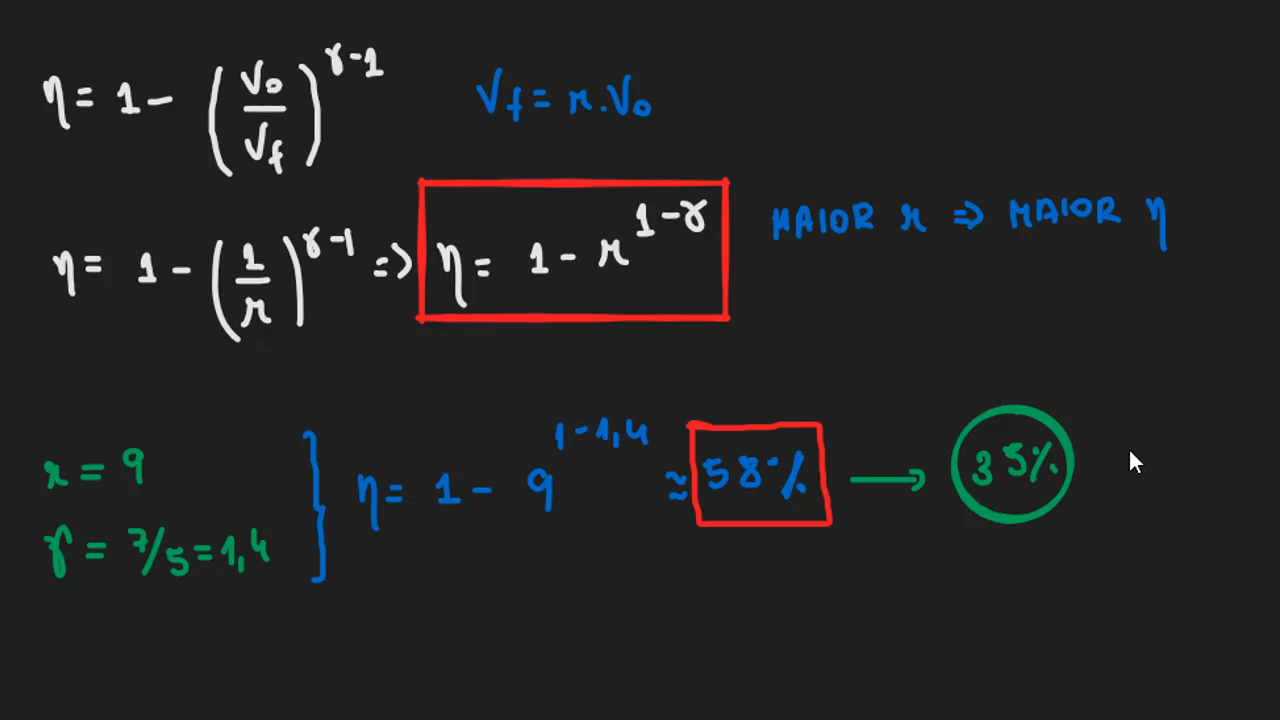 η = 1 - (V₀/V_f)^(γ-1)
V_f = r.V₀
η = 1 - (1/r)^(γ-1) => η = 1 - r^(1-γ)
MAIOR r => MAIOR η
r = 9
γ = 7/5 = 1,4
η = 1 - 9^(1-1,4) ≈ 58% → 35%